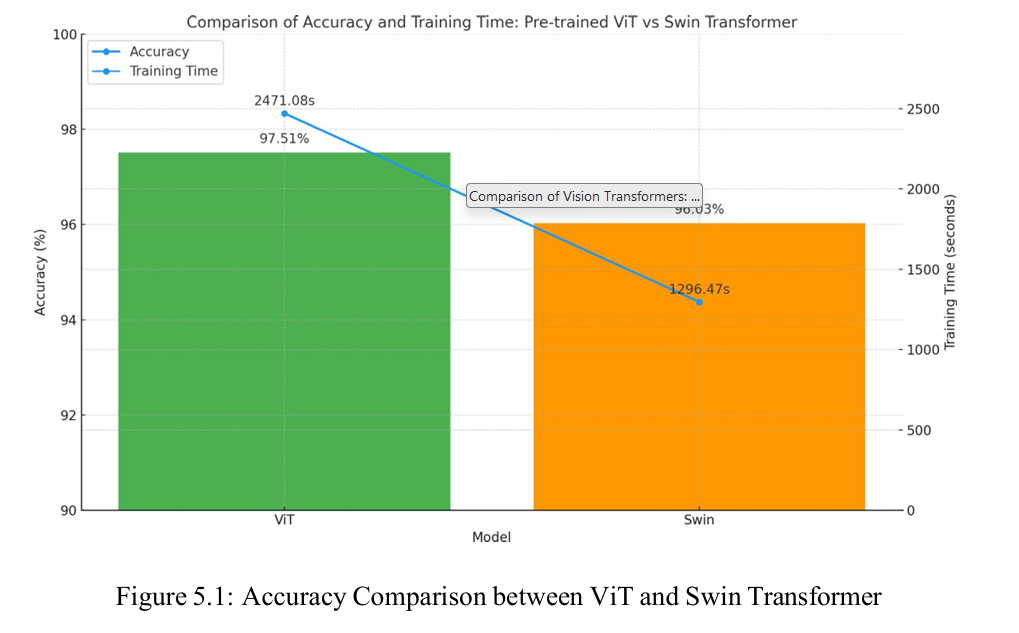 Comparison of Accuracy and Training Time: Pre-trained ViT vs Swin Transformer
100
98
96
94
92
90
Accuracy (%)
Accuracy
Training Time
2471.08s
97.51%
Comparison of Vision Transformers: ...
96.03%
1296.47s
2500
2000
1500
1000
500
0
Training Time (seconds)
ViT
Swin
Model
Figure 5.1: Accuracy Comparison between ViT and Swin Transformer